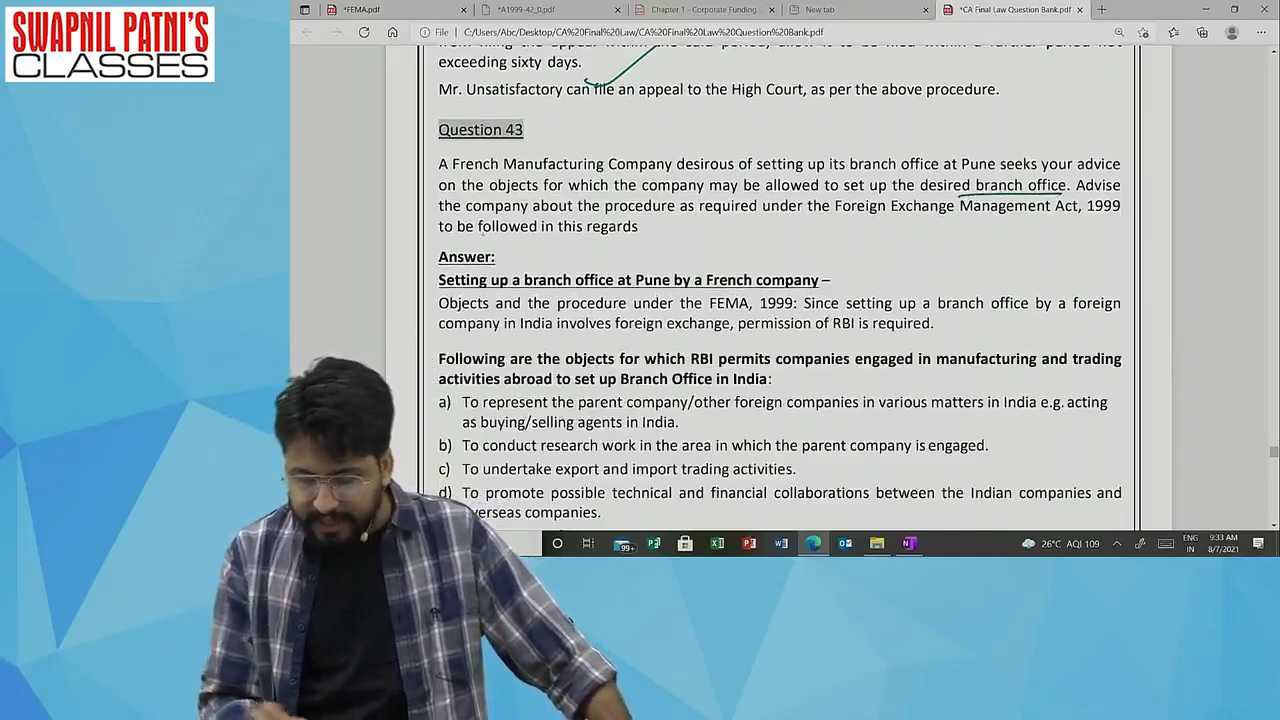 SWAPNIL PATNI'S
CLASSES
*FEMA.pdf
*A1999-42_0.pdf
Chapter 1 - Corporate Funding
New tab
*CA Final Law Question Bank.pdf
File
C:/Users/Abc/Desktop/CA%20Final%20Law/CA%20Final%20Law%20Question%20Bank.pdf
exceeding sixty days.
Mr. Unsatisfactory can file an appeal to the High Court, as per the above procedure.
Question 43
A French Manufacturing Company desirous of setting up its branch office at Pune seeks your advice
on the objects for which the company may be allowed to set up the desired branch office. Advise
the company about the procedure as required under the Foreign Exchange Management Act, 1999
to be followed in this regards
Answer:
Setting up a branch office at Pune by a French company –
Objects and the procedure under the FEMA, 1999: Since setting up a branch office by a foreign
company in India involves foreign exchange, permission of RBI is required.
Following are the objects for which RBI permits companies engaged in manufacturing and trading
activities abroad to set up Branch Office in India:
a) To represent the parent company/other foreign companies in various matters in India e.g. acting
as buying/selling agents in India.
b) To conduct research work in the area in which the parent company is engaged.
c) To undertake export and import trading activities.
d) To promote possible technical and financial collaborations between the Indian companies and
verseas companies.
99+
26°C AQI 109
ENG
IN
9:33 AM
8/7/2021